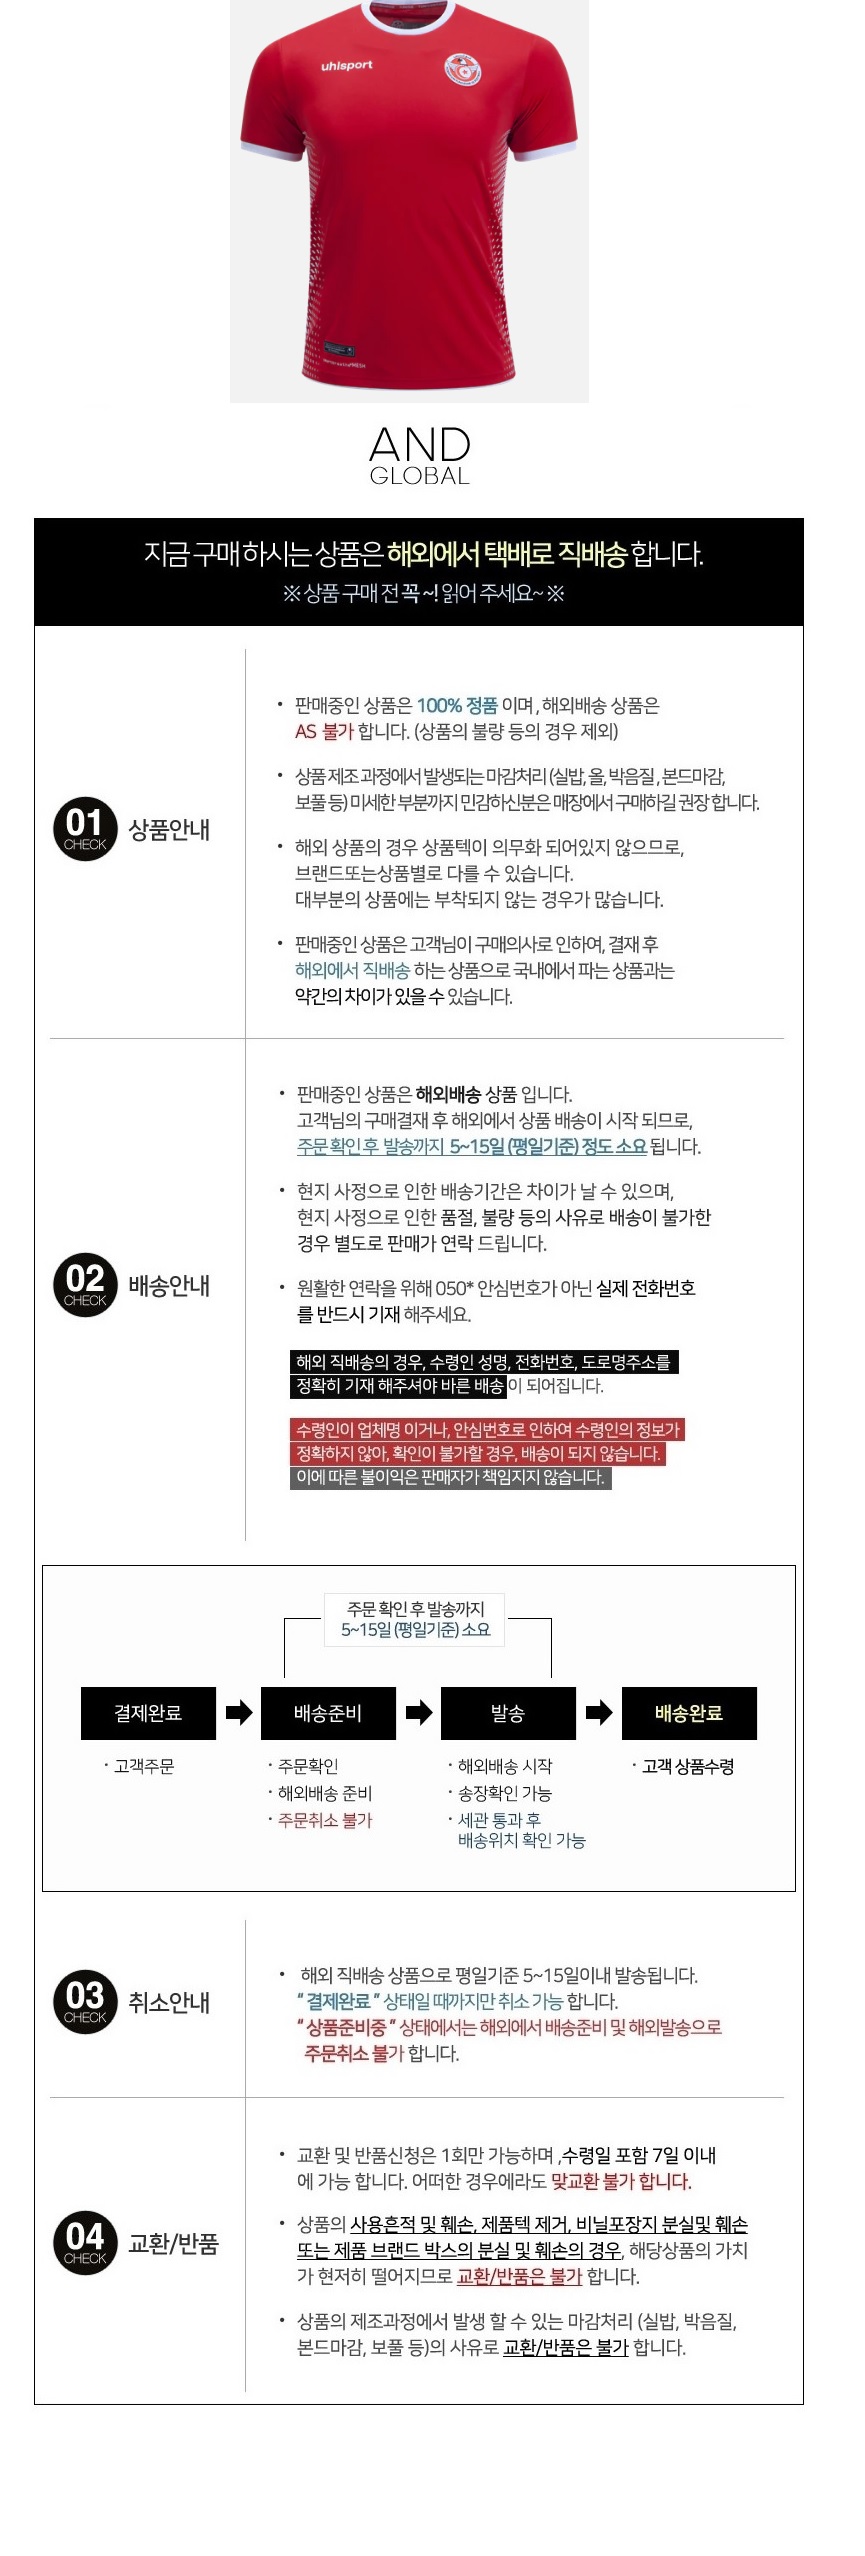 uhlsport
AND
GLOBAL
지금 구매 하시는 상품은 해외에서 택배로 직배송 합니다.
※ 상품 구매 전 꼭 ~! 읽어 주세요~ ※
01
CHECK
상품안내
• 판매중인 상품은 100% 정품 이며 , 해외배송 상품은
AS 불가 합니다. (상품의 불량 등의 경우 제외)
• 상품 제조 과정에서 발생되는 마감처리 (실밥, 올, 박음질 , 본드마감,
보풀 등) 미세한 부분까지 민감하신분은 매장에서 구매하길 권장 합니다.
• 해외 상품의 경우 상품텍이 의무화 되어있지 않으므로,
브랜드또는상품별로 다를 수 있습니다.
대부분의 상품에는 부착되지 않는 경우가 많습니다.
• 판매중인 상품은 고객님이 구매의사로 인하여, 결재 후
해외에서 직배송 하는 상품으로 국내에서 파는 상품과는
약간의 차이가 있을 수 있습니다.
02
CHECK
배송안내
• 판매중인 상품은 해외배송 상품 입니다.
고객님의 구매결재 후 해외에서 상품 배송이 시작 되므로,
주문 확인 후 발송까지 5~15일 (평일기준) 정도 소요 됩니다.
• 현지 사정으로 인한 배송기간은 차이가 날 수 있으며,
현지 사정으로 인한 품절, 불량 등의 사유로 배송이 불가한
경우 별도로 판매가 연락 드립니다.
• 원활한 연락을 위해 050* 안심번호가 아닌 실제 전화번호
를 반드시 기재 해주세요.
해외 직배송의 경우, 수령인 성명, 전화번호, 도로명주소를
정확히 기재 해주셔야 바른 배송이 되어집니다.
수령인이 업체명 이거나, 안심번호로 인하여 수령인의 정보가
정확하지 않아, 확인이 불가할 경우, 배송이 되지 않습니다.
이에 따른 불이익은 판매자가 책임지지 않습니다.
주문 확인 후 발송까지
5~15일 (평일기준) 소요
결제완료
배송준비
발송
배송완료
· 고객주문
· 주문확인
· 해외배송 준비
· 주문취소 불가
· 해외배송 시작
· 송장확인 가능
· 세관 통과 후
배송위치 확인 가능
· 고객 상품수령
03
CHECK
취소안내
• 해외 직배송 상품으로 평일기준 5~15일이내 발송됩니다.
“ 결제완료 ” 상태일 때까지만 취소 가능 합니다.
“ 상품준비중 ” 상태에서는 해외에서 배송준비 및 해외발송으로
주문취소 불가 합니다.
04
CHECK
교환/반품
• 교환 및 반품신청은 1회만 가능하며 ,수령일 포함 7일 이내
에 가능 합니다. 어떠한 경우에라도 맞교환 불가 합니다.
• 상품의 사용흔적 및 훼손, 제품텍 제거, 비닐포장지 분실및 훼손
또는 제품 브랜드 박스의 분실 및 훼손의 경우, 해당상품의 가치
가 현저히 떨어지므로 교환/반품은 불가 합니다.
• 상품의 제조과정에서 발생 할 수 있는 마감처리 (실밥, 박음질,
본드마감, 보풀 등)의 사유로 교환/반품은 불가 합니다.